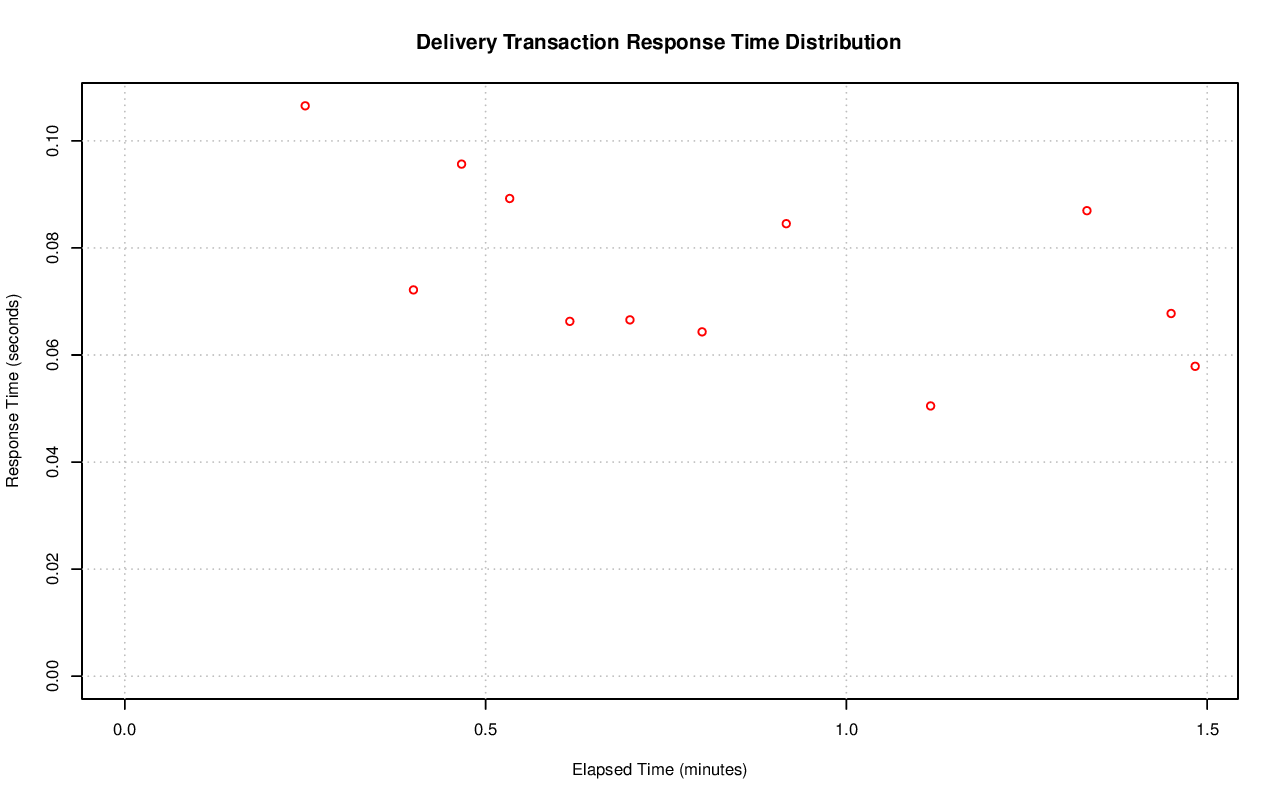 Delivery Transaction Response Time Distribution
Response Time (seconds)
0.10
0.08
0.06
0.04
0.02
0.00
0.0 0.5 1.0 1.5
Elapsed Time (minutes)